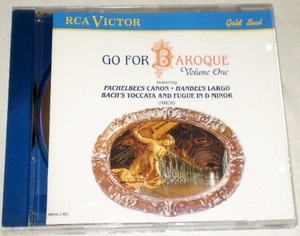 RCA VICTOR Gold Seal
GO FOR BAROQUE
Volume One
featuring
PACHELBEL'S CANON • HANDEL'S LARGO
BACH'S TOCCATA AND FUGUE IN D MINOR